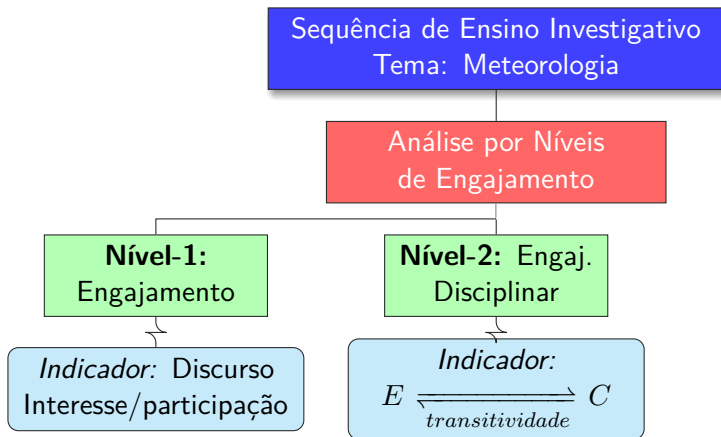 Sequência de Ensino Investigativo
Tema: Meteorologia
Análise por Níveis
de Engajamento
Nível-1:
Engajamento
Nível-2: Engaj.
Disciplinar
Indicador: Discurso
Interesse/participação
Indicador:
E ⇌ C
transitividade